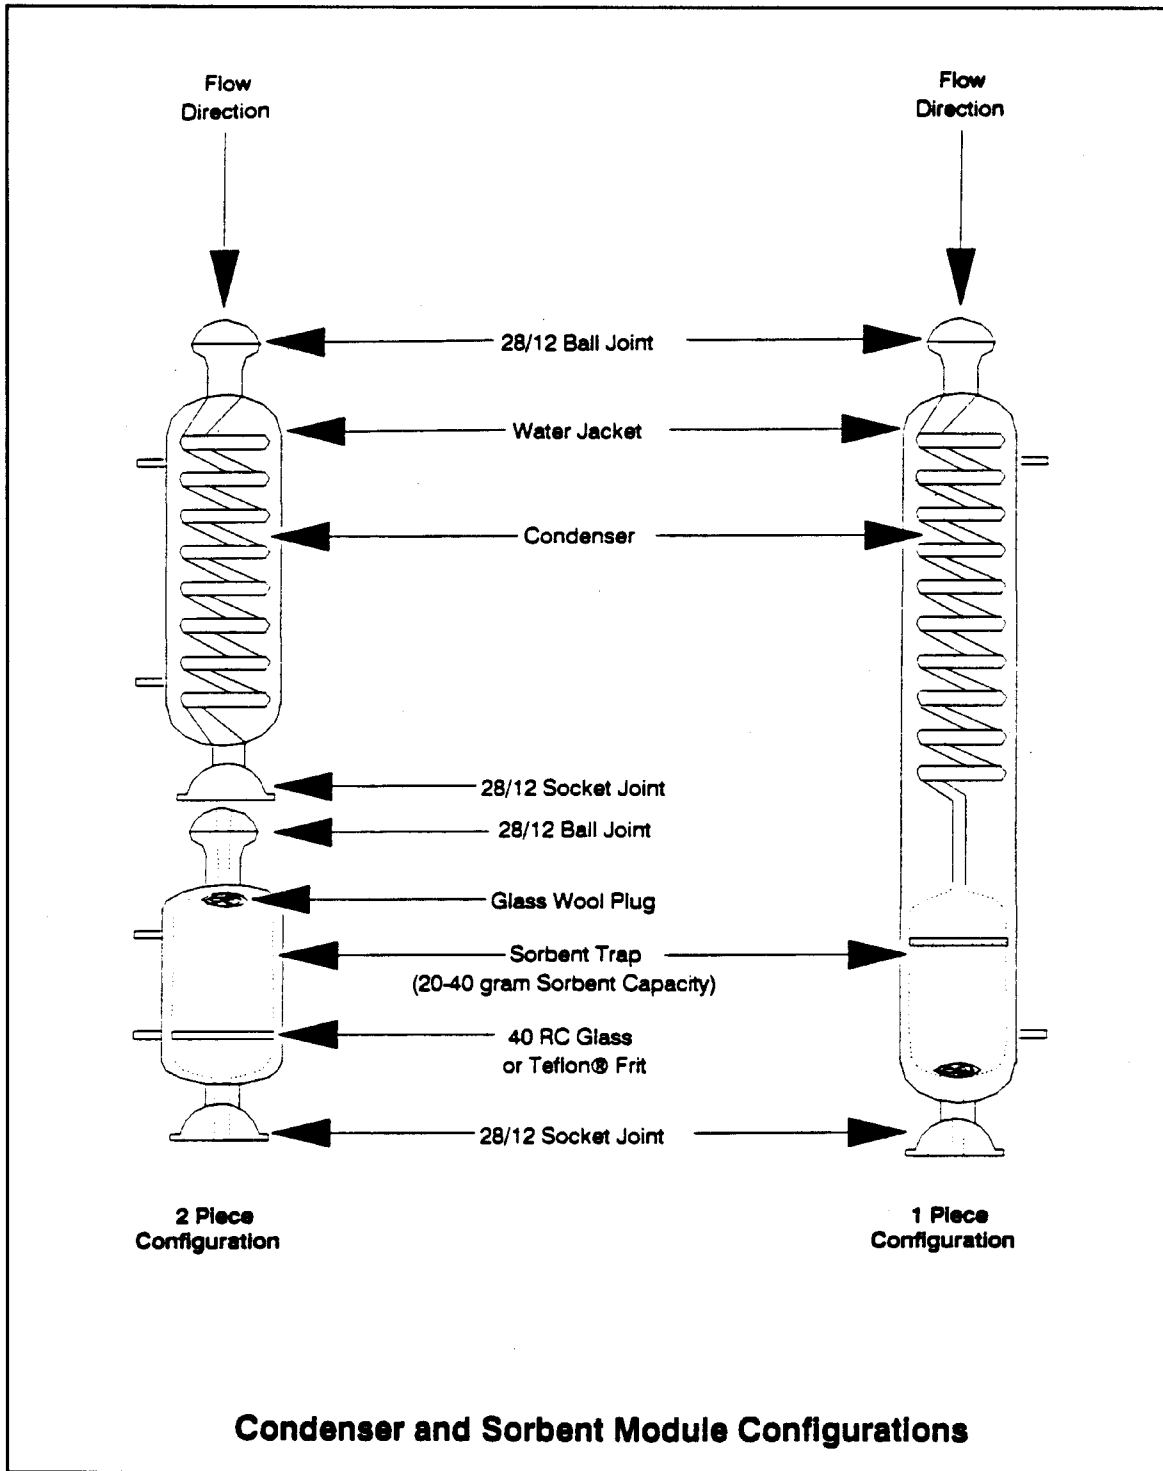 Flow
Direction
Flow
Direction
28/12 Ball Joint
Water Jacket
Condenser
28/12 Socket Joint
28/12 Ball Joint
Glass Wool Plug
Sorbent Trap
(20-40 gram Sorbent Capacity)
40 RC Glass
or Teflon® Frit
28/12 Socket Joint
2 Piece
Configuration
1 Piece
Configuration
Condenser and Sorbent Module Configurations